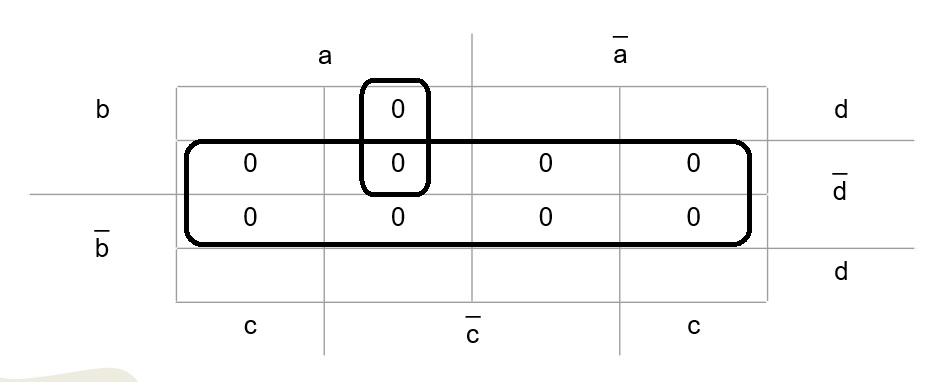 a a̅
b 0 d
0 0 0 0
d̅
0 0 0 0
b̅
d
c c̅ c